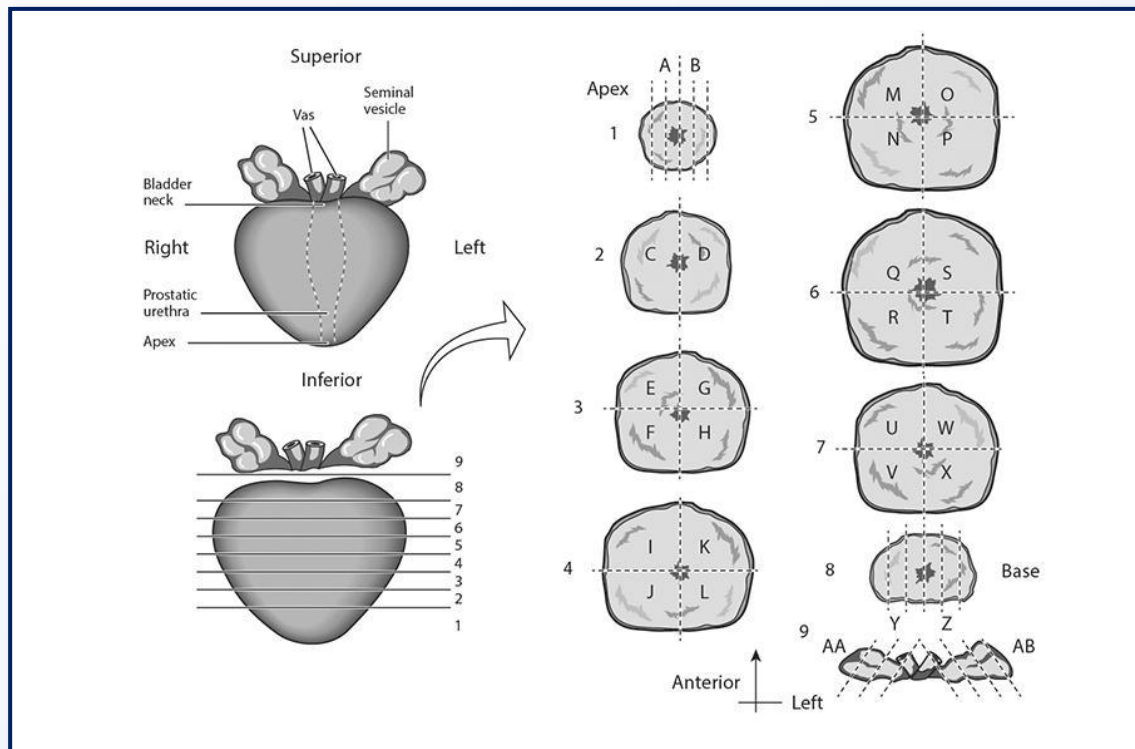 Superior
Vas
Seminal
vesicle
Bladder
neck
Right
Left
Prostatic
urethra
Apex
Inferior
9
8
7
6
5
4
3
2
1
Apex
A B
1
2
C D
3
E G
F H
4
I K
J L
5
M O
N P
6
Q S
R T
7
U W
V X
8
Base
Y Z
9
AA AB
Anterior
Left